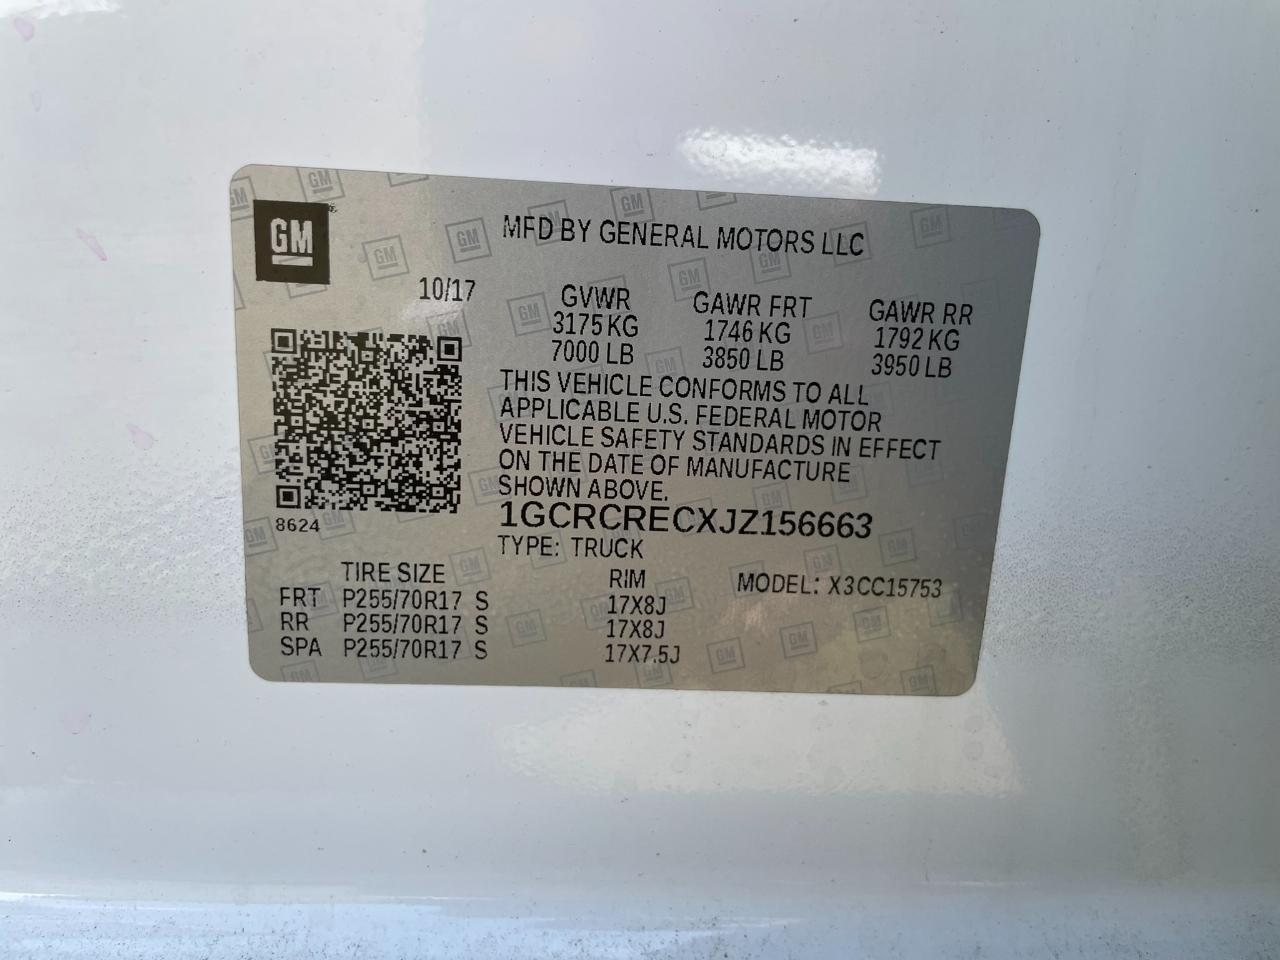 GM
MFD BY GENERAL MOTORS LLC
10/17
GVWR GAWR FRT GAWR RR
3175 KG 1746 KG 1792 KG
7000 LB 3850 LB 3950 LB
THIS VEHICLE CONFORMS TO ALL
APPLICABLE U.S. FEDERAL MOTOR
VEHICLE SAFETY STANDARDS IN EFFECT
ON THE DATE OF MANUFACTURE
SHOWN ABOVE.
8624
1GCRCRECXJZ156663
TYPE: TRUCK
TIRE SIZE RIM MODEL: X3CC15753
FRT P255/70R17 S 17X8J
RR P255/70R17 S 17X8J
SPA P255/70R17 S 17X7.5J